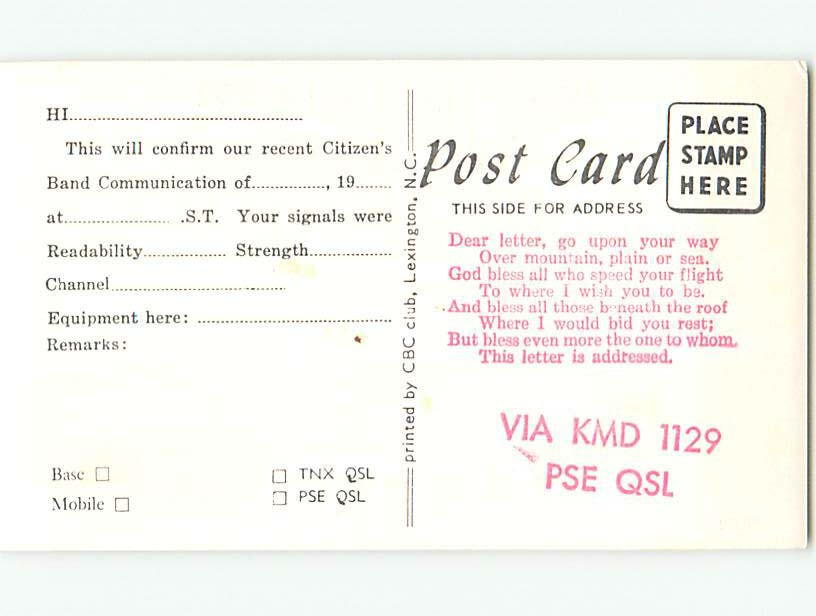 HI..........................................................
This will confirm our recent Citizen's
Band Communication of.................., 19........
at......................... .S.T. Your signals were
Readability.................... Strength....................
Channel...........................................
Equipment here: ................................................
Remarks:
Base ☐
Mobile ☐
☐ TNX QSL
☐ PSE QSL
printed by CBC club, Lexington, N.C.
Post Card
THIS SIDE FOR ADDRESS
PLACE
STAMP
HERE
Dear letter, go upon your way
Over mountain, plain or sea.
God bless all who speed your flight
To where I wish you to be.
And bless all those beneath the roof
Where I would bid you rest;
But bless even more the one to whom
This letter is addressed.
VIA KMD 1129
PSE QSL